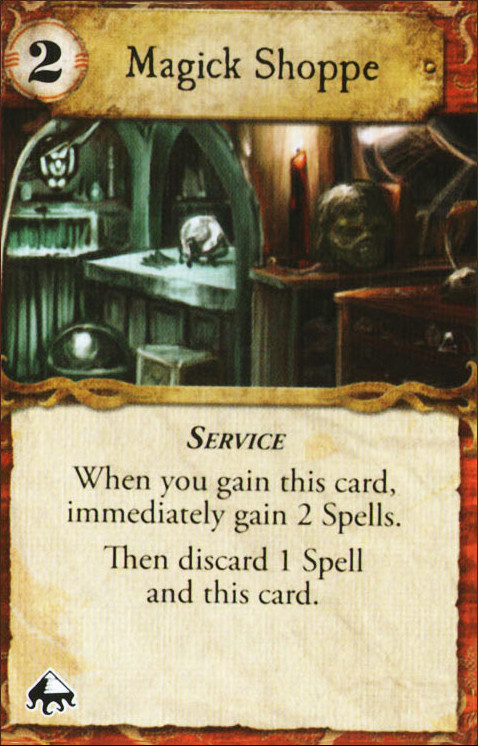 2
Magick Shoppe
Service
When you gain this card,
immediately gain 2 Spells.
Then discard 1 Spell
and this card.